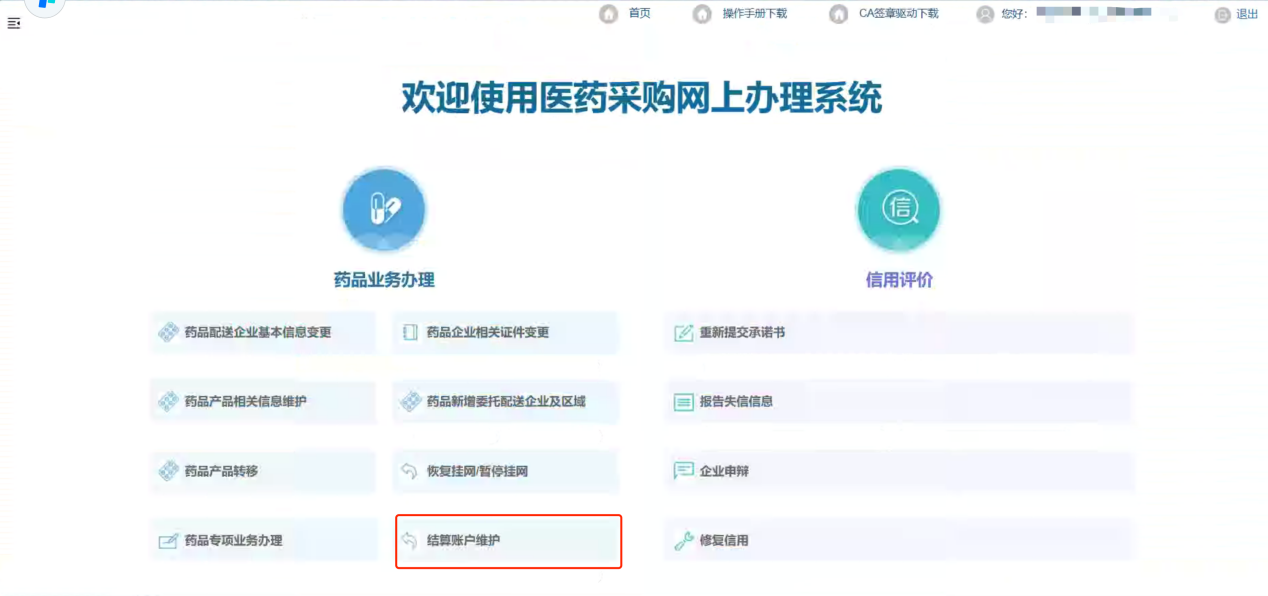 首页 操作手册下载 CA签章驱动下载 您好： 退出
欢迎使用医药采购网上办理系统
信
药品业务办理 信用评价
药品配送企业基本信息变更 药品企业相关证件变更 重新提交承诺书
药品产品相关信息维护 药品新增委托配送企业及区域 报告失信信息
药品产品转移 恢复挂网/暂停挂网 企业申辩
药品专项业务办理 结算账户维护 修复信用